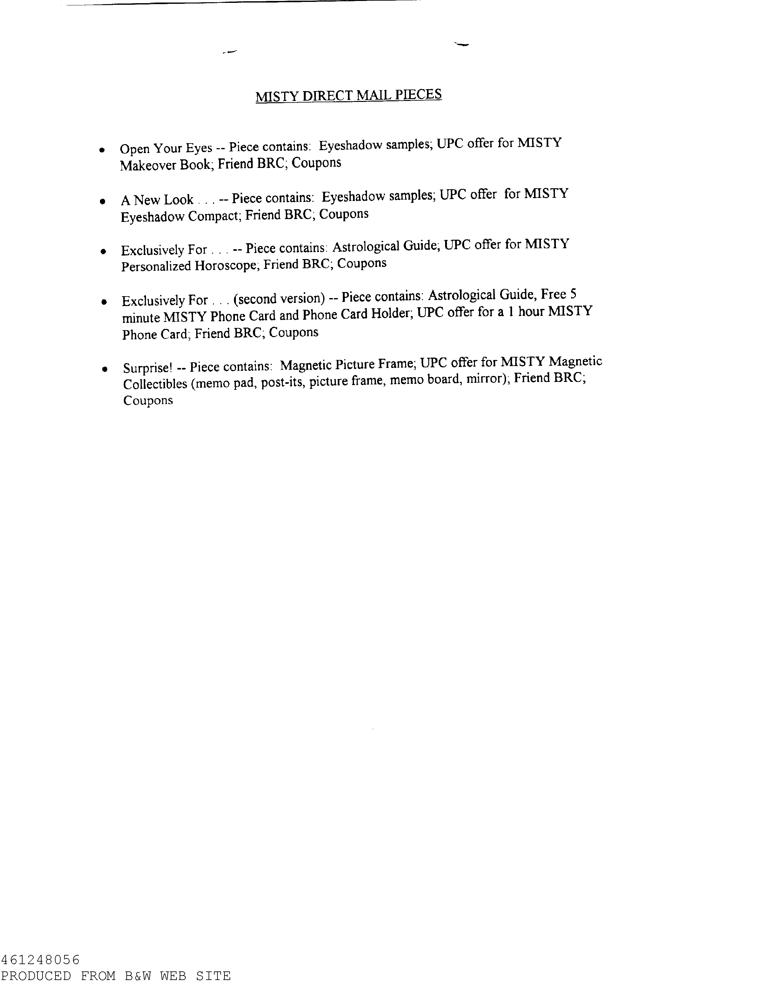 MISTY DIRECT MAIL PIECES
• Open Your Eyes -- Piece contains: Eyeshadow samples; UPC offer for MISTY
Makeover Book; Friend BRC; Coupons
• A New Look . . . -- Piece contains: Eyeshadow samples; UPC offer for MISTY
Eyeshadow Compact; Friend BRC; Coupons
• Exclusively For . . . -- Piece contains: Astrological Guide; UPC offer for MISTY
Personalized Horoscope; Friend BRC; Coupons
• Exclusively For . . . (second version) -- Piece contains: Astrological Guide, Free 5
minute MISTY Phone Card and Phone Card Holder; UPC offer for a 1 hour MISTY
Phone Card; Friend BRC; Coupons
• Surprise! -- Piece contains: Magnetic Picture Frame; UPC offer for MISTY Magnetic
Collectibles (memo pad, post-its, picture frame, memo board, mirror); Friend BRC;
Coupons
461248056
PRODUCED FROM B&W WEB SITE